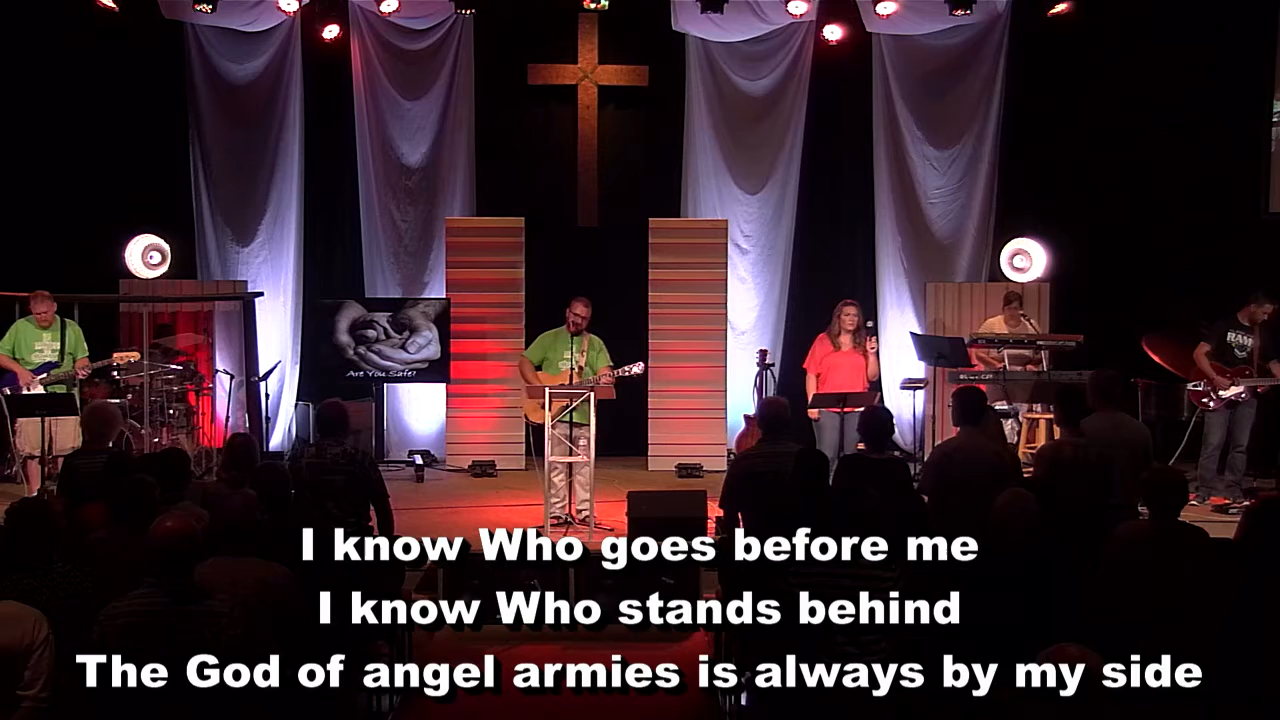 Are You Safe?
RAMS
I know Who goes before me
I know Who stands behind
The God of angel armies is always by my side